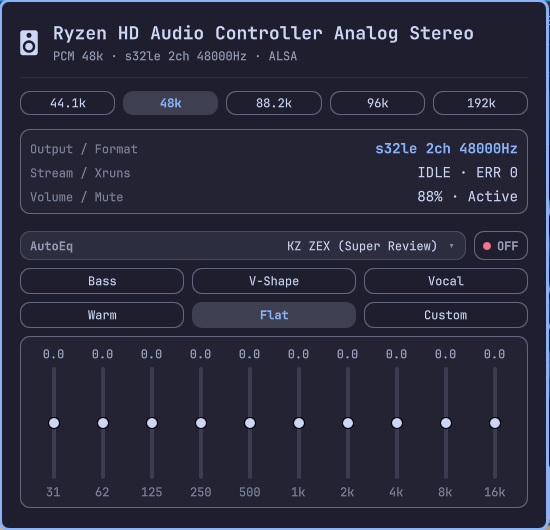 Ryzen HD Audio Controller Analog Stereo
PCM 48k · s32le 2ch 48000Hz · ALSA
44.1k 48k 88.2k 96k 192k
Output / Format s32le 2ch 48000Hz
Stream / Xruns IDLE · ERR 0
Volume / Mute 88% · Active
AutoEq KZ ZEX (Super Review) ▾ OFF
Bass V-Shape Vocal
Warm Flat Custom
0.0 0.0 0.0 0.0 0.0 0.0 0.0 0.0 0.0 0.0
31 62 125 250 500 1k 2k 4k 8k 16k